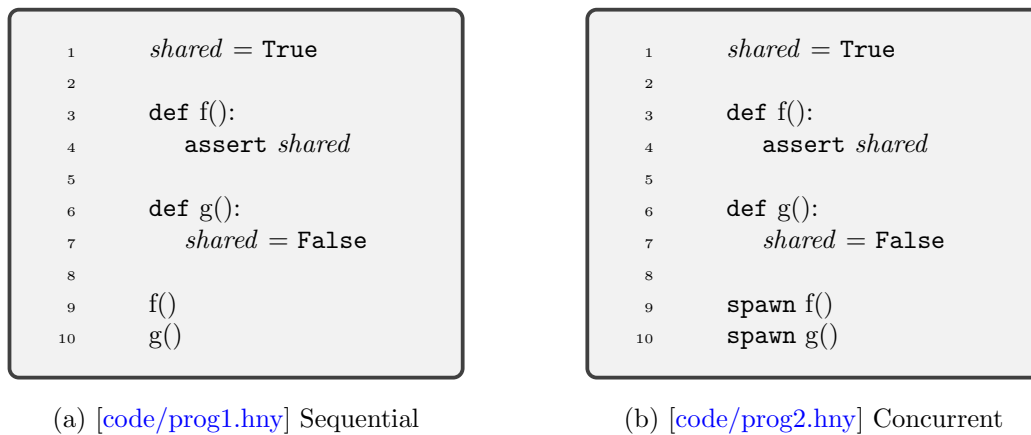 1 shared = True
2
3 def f():
4 assert shared
5
6 def g():
7 shared = False
8
9 f()
10 g()
(a) [code/prog1.hny] Sequential
1 shared = True
2
3 def f():
4 assert shared
5
6 def g():
7 shared = False
8
9 spawn f()
10 spawn g()
(b) [code/prog2.hny] Concurrent